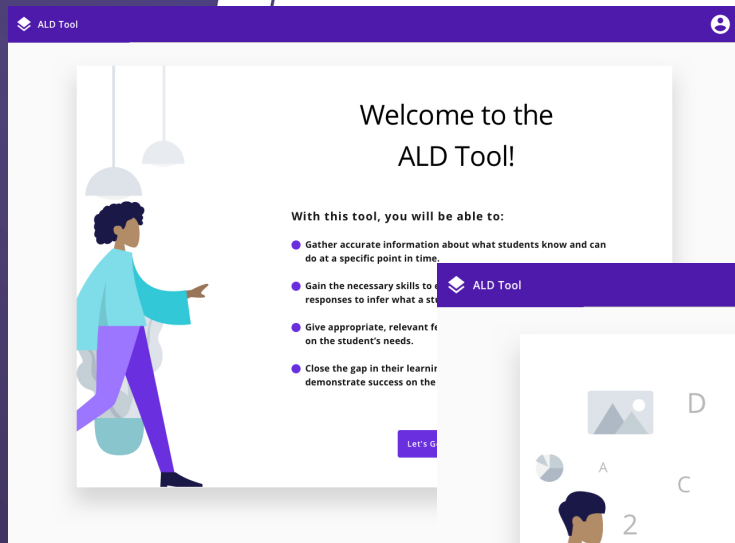 ALD Tool
Welcome to the
ALD Tool!
With this tool, you will be able to:
Gather accurate information about what students know and can
do at a specific point in time.
Gain the necessary skills to
responses to infer what a
Give appropriate, relevant
on the student's needs.
Close the gap in their
demonstrate success on the
Let's
ALD Tool
D
A
C
2